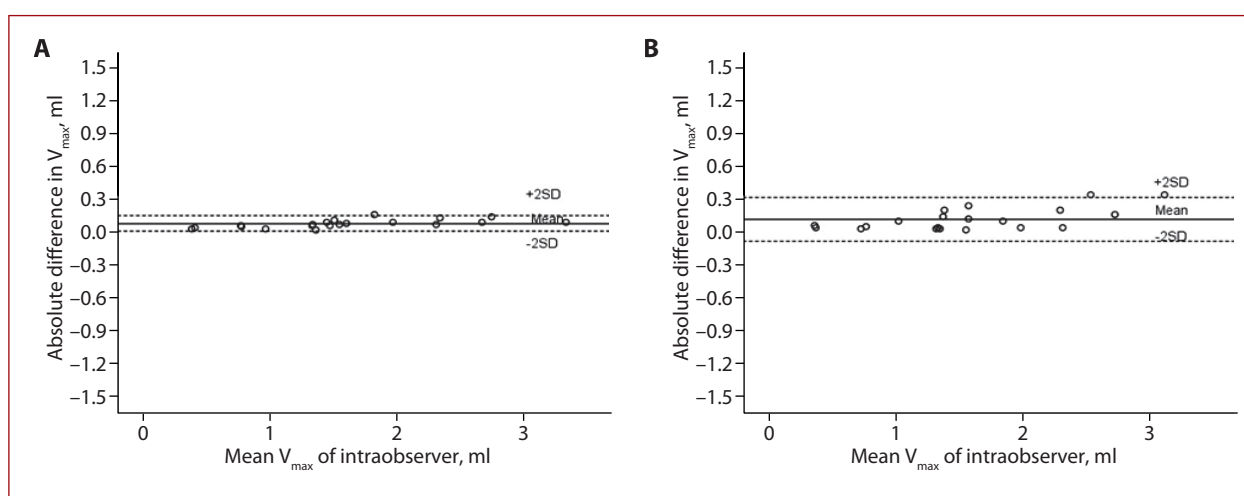 A
Absolute difference in Vmax, ml
1.5
1.2
0.9
0.6
0.3
0.0
–0.3
–0.6
–0.9
–1.2
–1.5
+2SD
Mean
-2SD
0 1 2 3
Mean Vmax of intraobserver, ml
B
Absolute difference in Vmax, ml
1.5
1.2
0.9
0.6
0.3
0.0
–0.3
–0.6
–0.9
–1.2
–1.5
+2SD
Mean
-2SD
0 1 2 3
Mean Vmax of intraobserver, ml